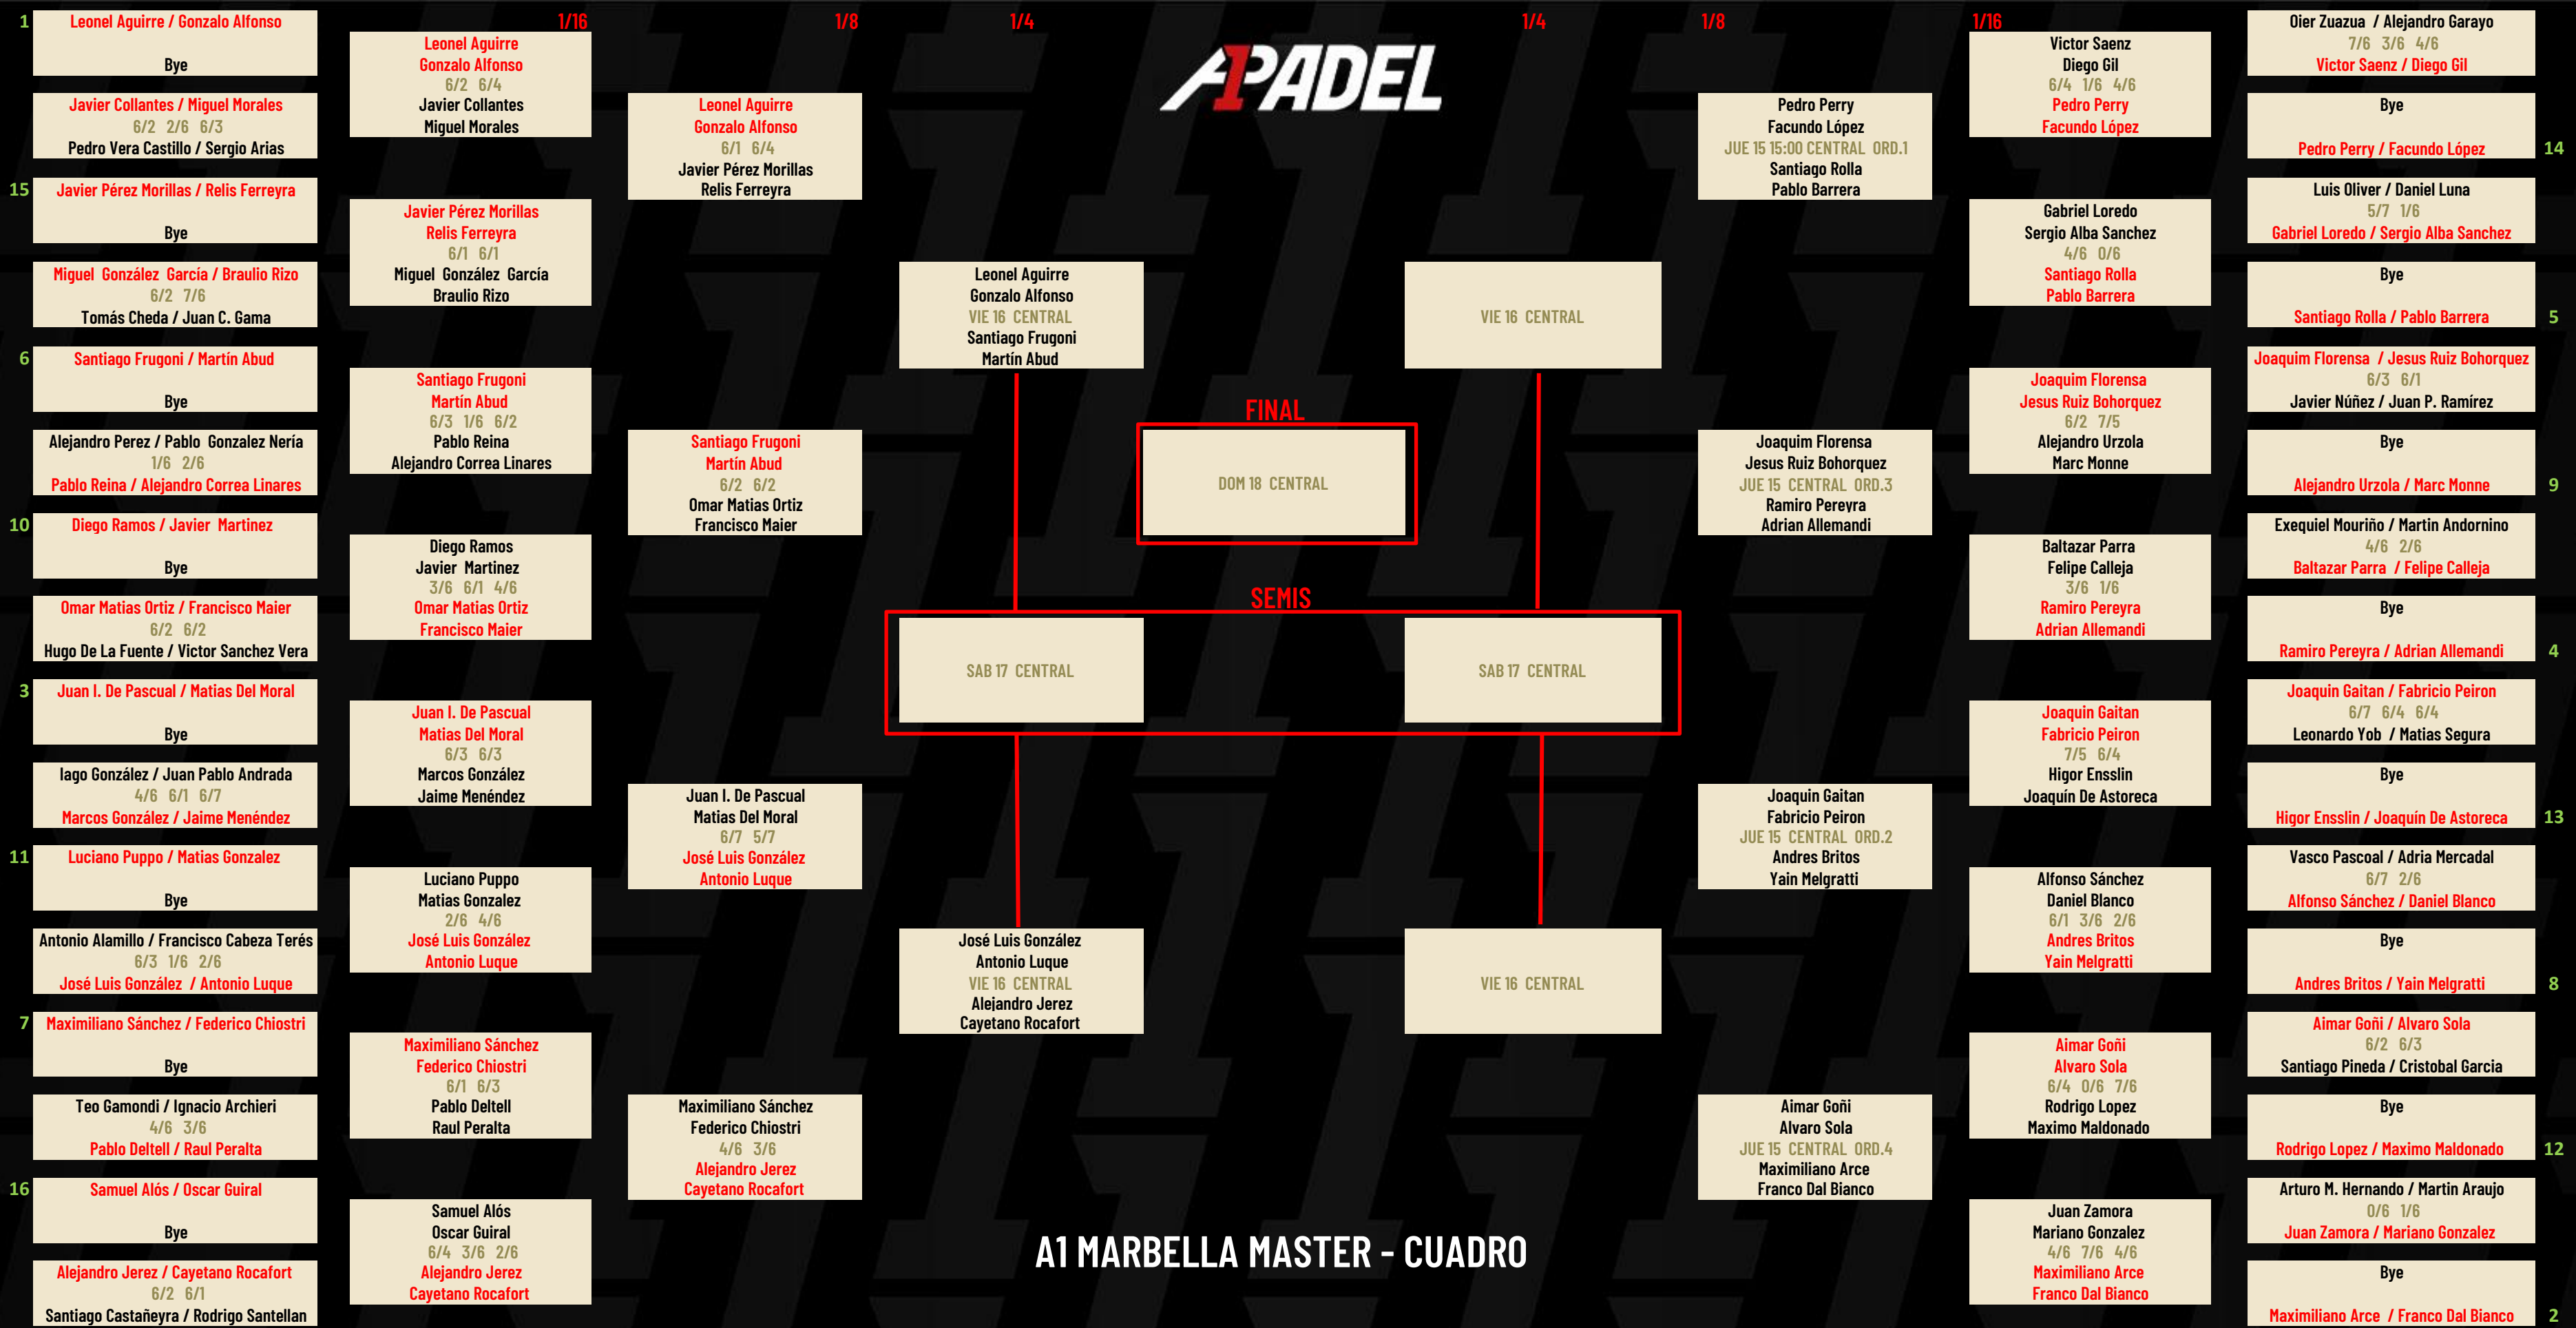 1/16
1/8
1/4
1/4
1/8
1/16
A1PADEL
1
Leonel Aguirre / Gonzalo Alfonso
Bye
Javier Collantes / Miguel Morales
6/2 2/6 6/3
Pedro Vera Castillo / Sergio Arias
15
Javier Pérez Morillas / Relis Ferreyra
Bye
Miguel González García / Braulio Rizo
6/2 7/6
Tomás Cheda / Juan C. Gama
6
Santiago Frugoni / Martín Abud
Bye
Alejandro Perez / Pablo Gonzalez Nería
1/6 2/6
Pablo Reina / Alejandro Correa Linares
10
Diego Ramos / Javier Martinez
Bye
Omar Matias Ortiz / Francisco Maier
6/2 6/2
Hugo De La Fuente / Victor Sanchez Vera
3
Juan I. De Pascual / Matias Del Moral
Bye
Iago González / Juan Pablo Andrada
4/6 6/1 6/7
Marcos González / Jaime Menéndez
11
Luciano Puppo / Matias Gonzalez
Bye
Antonio Alamillo / Francisco Cabeza Terés
6/3 1/6 2/6
José Luis González / Antonio Luque
7
Maximiliano Sánchez / Federico Chiostri
Bye
Teo Gamondi / Ignacio Archieri
4/6 3/6
Pablo Deltell / Raul Peralta
16
Samuel Alós / Oscar Guiral
Bye
Alejandro Jerez / Cayetano Rocafort
6/2 6/1
Santiago Castañeyra / Rodrigo Santellan
Leonel Aguirre
Gonzalo Alfonso
6/2 6/4
Javier Collantes
Miguel Morales
Javier Pérez Morillas
Relis Ferreyra
6/1 6/1
Miguel González García
Braulio Rizo
Santiago Frugoni
Martín Abud
6/3 1/6 6/2
Pablo Reina
Alejandro Correa Linares
Diego Ramos
Javier Martinez
3/6 6/1 4/6
Omar Matias Ortiz
Francisco Maier
Juan I. De Pascual
Matias Del Moral
6/3 6/3
Marcos González
Jaime Menéndez
Luciano Puppo
Matias Gonzalez
2/6 4/6
José Luis González
Antonio Luque
Maximiliano Sánchez
Federico Chiostri
6/1 6/3
Pablo Deltell
Raul Peralta
Samuel Alós
Oscar Guiral
6/4 3/6 2/6
Alejandro Jerez
Cayetano Rocafort
Leonel Aguirre
Gonzalo Alfonso
6/1 6/4
Javier Pérez Morillas
Relis Ferreyra
Santiago Frugoni
Martín Abud
6/2 6/2
Omar Matias Ortiz
Francisco Maier
Juan I. De Pascual
Matias Del Moral
6/7 5/7
José Luis González
Antonio Luque
Maximiliano Sánchez
Federico Chiostri
4/6 3/6
Alejandro Jerez
Cayetano Rocafort
Leonel Aguirre
Gonzalo Alfonso
VIE 16 CENTRAL
Santiago Frugoni
Martín Abud
José Luis González
Antonio Luque
VIE 16 CENTRAL
Alejandro Jerez
Cayetano Rocafort
FINAL
DOM 18 CENTRAL
SEMIS
SAB 17 CENTRAL
SAB 17 CENTRAL
VIE 16 CENTRAL
VIE 16 CENTRAL
Pedro Perry
Facundo López
JUE 15 15:00 CENTRAL ORD.1
Santiago Rolla
Pablo Barrera
Joaquim Florensa
Jesus Ruiz Bohorquez
JUE 15 CENTRAL ORD.3
Ramiro Pereyra
Adrian Allemandi
Joaquin Gaitan
Fabricio Peiron
JUE 15 CENTRAL ORD.2
Andres Britos
Yain Melgratti
Aimar Goñi
Alvaro Sola
JUE 15 CENTRAL ORD.4
Maximiliano Arce
Franco Dal Bianco
Victor Saenz
Diego Gil
6/4 1/6 4/6
Pedro Perry
Facundo López
Gabriel Loredo
Sergio Alba Sanchez
4/6 0/6
Santiago Rolla
Pablo Barrera
Joaquim Florensa
Jesus Ruiz Bohorquez
6/2 7/5
Alejandro Urzola
Marc Monne
Baltazar Parra
Felipe Calleja
3/6 1/6
Ramiro Pereyra
Adrian Allemandi
Joaquin Gaitan
Fabricio Peiron
7/5 6/4
Higor Ensslin
Joaquín De Astoreca
Alfonso Sánchez
Daniel Blanco
6/1 3/6 2/6
Andres Britos
Yain Melgratti
Aimar Goñi
Alvaro Sola
6/4 0/6 7/6
Rodrigo Lopez
Maximo Maldonado
Juan Zamora
Mariano Gonzalez
4/6 7/6 4/6
Maximiliano Arce
Franco Dal Bianco
Oier Zuazua / Alejandro Garayo
7/6 3/6 4/6
Victor Saenz / Diego Gil
Bye
Pedro Perry / Facundo López
14
Luis Oliver / Daniel Luna
5/7 1/6
Gabriel Loredo / Sergio Alba Sanchez
Bye
Santiago Rolla / Pablo Barrera
5
Joaquim Florensa / Jesus Ruiz Bohorquez
6/3 6/1
Javier Núñez / Juan P. Ramírez
Bye
Alejandro Urzola / Marc Monne
9
Exequiel Mouriño / Martin Andornino
4/6 2/6
Baltazar Parra / Felipe Calleja
Bye
Ramiro Pereyra / Adrian Allemandi
4
Joaquin Gaitan / Fabricio Peiron
6/7 6/4 6/4
Leonardo Yob / Matias Segura
Bye
Higor Ensslin / Joaquín De Astoreca
13
Vasco Pascoal / Adria Mercadal
6/7 2/6
Alfonso Sánchez / Daniel Blanco
Bye
Andres Britos / Yain Melgratti
8
Aimar Goñi / Alvaro Sola
6/2 6/3
Santiago Pineda / Cristobal Garcia
Bye
Rodrigo Lopez / Maximo Maldonado
12
Arturo M. Hernando / Martin Araujo
0/6 1/6
Juan Zamora / Mariano Gonzalez
Bye
Maximiliano Arce / Franco Dal Bianco
2
A1 MARBELLA MASTER - CUADRO